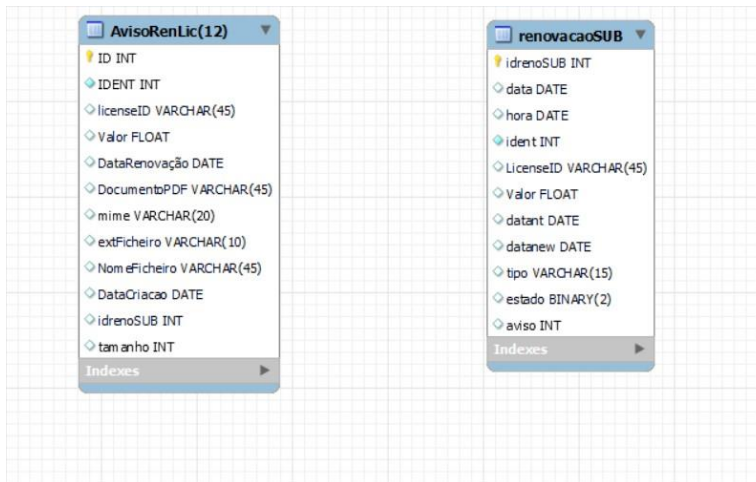 AvisoRenLic(12)
ID INT
IDENT INT
licenseID VARCHAR(45)
Valor FLOAT
DataRenovação DATE
DocumentoPDF VARCHAR(45)
mime VARCHAR(20)
extFicheiro VARCHAR(10)
NomeFicheiro VARCHAR(45)
DataCriacao DATE
idrenoSUB INT
tamanho INT
Indexes
renovacaoSUB
idrenoSUB INT
data DATE
hora DATE
ident INT
LicenseID VARCHAR(45)
Valor FLOAT
datant DATE
datanew DATE
tipo VARCHAR(15)
estado BINARY(2)
aviso INT
Indexes